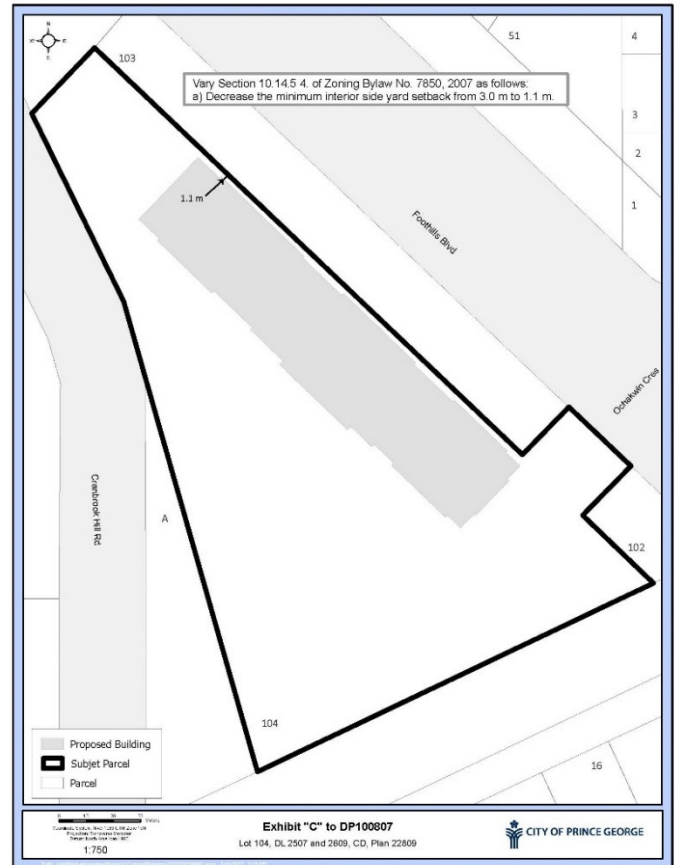 N
51
4
103
Vary Section 10.14.5 4. of Zoning Bylaw No. 7850, 2007 as follows:
a) Decrease the minimum interior side yard setback from 3.0 m to 1.1 m.
3
2
1.1 m
1
Foothills Blvd
Ochakwin Cres
Cranbrook Hill Rd
A
102
104
Proposed Building
Subjet Parcel
Parcel
16
1:750
Exhibit "C" to DP100807
Lot 104, DL 2507 and 2609, CD, Plan 22809
CITY OF PRINCE GEORGE